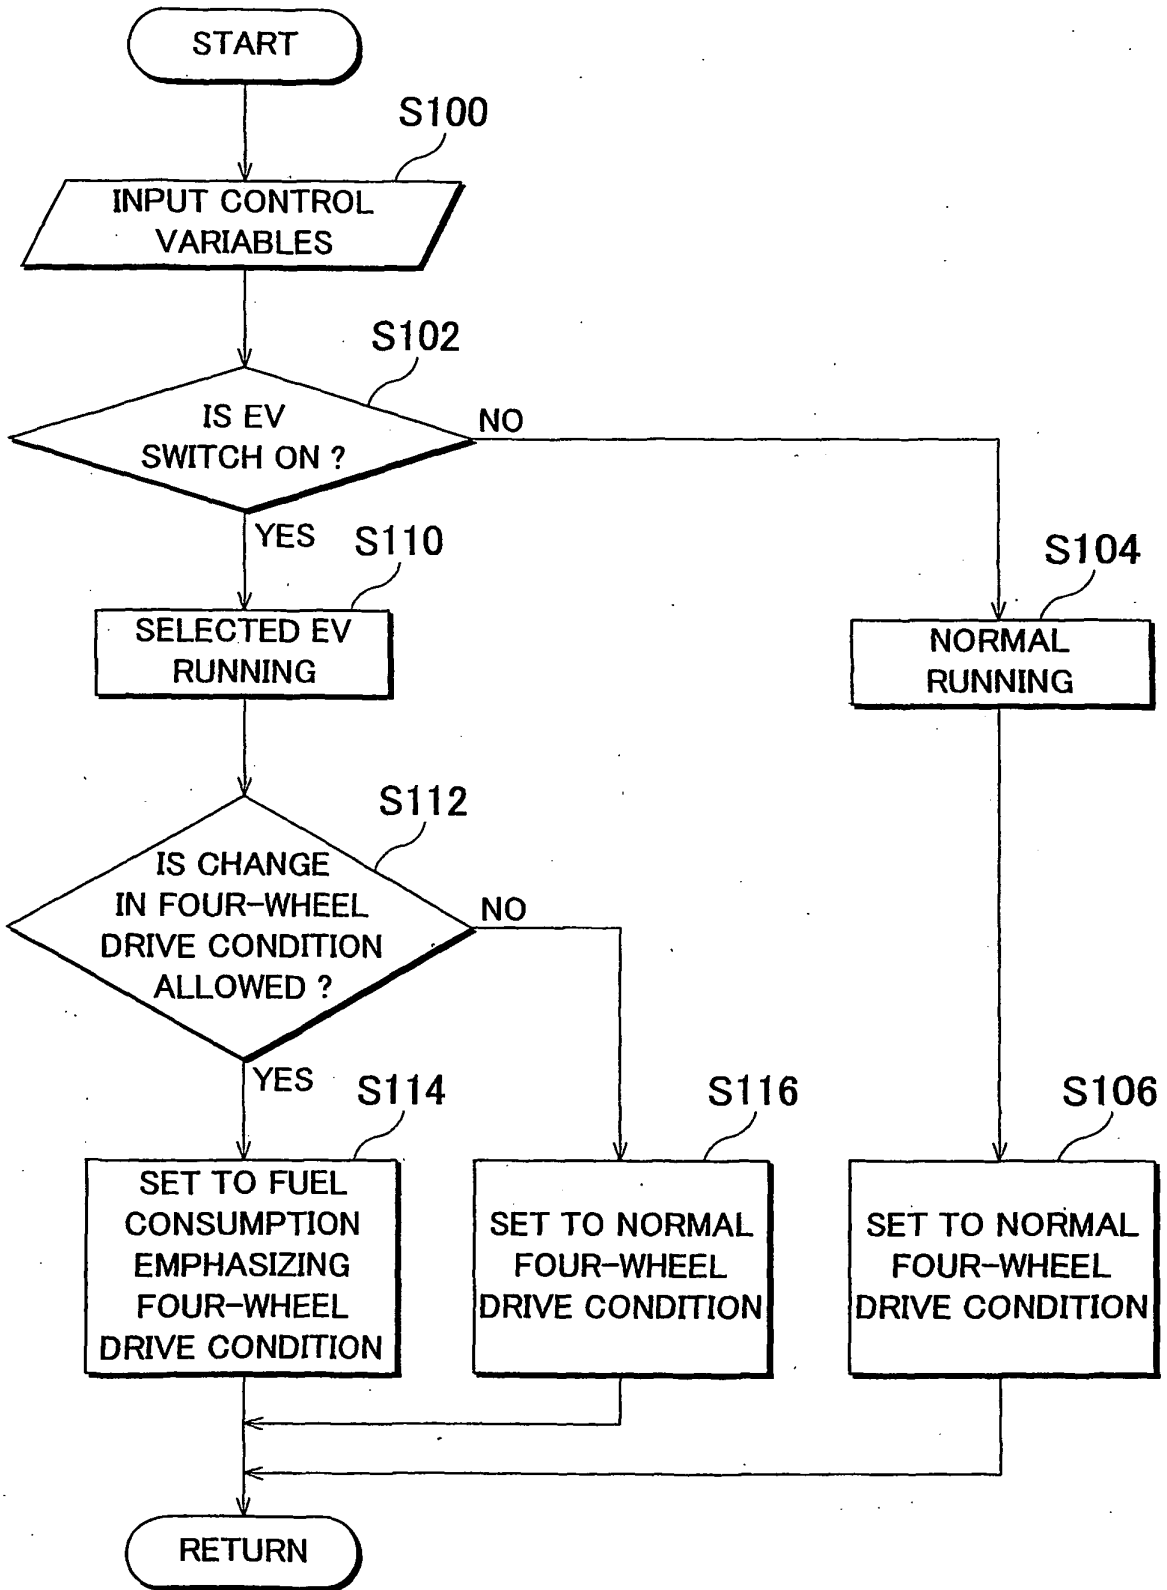 START
S100
INPUT CONTROL
VARIABLES
S102
IS EV
SWITCH ON ?
NO
YES
S110
SELECTED EV
RUNNING
S104
NORMAL
RUNNING
S112
IS CHANGE
IN FOUR-WHEEL
DRIVE CONDITION
ALLOWED ?
NO
YES
S114
SET TO FUEL
CONSUMPTION
EMPHASIZING
FOUR-WHEEL
DRIVE CONDITION
S116
SET TO NORMAL
FOUR-WHEEL
DRIVE CONDITION
S106
SET TO NORMAL
FOUR-WHEEL
DRIVE CONDITION
RETURN